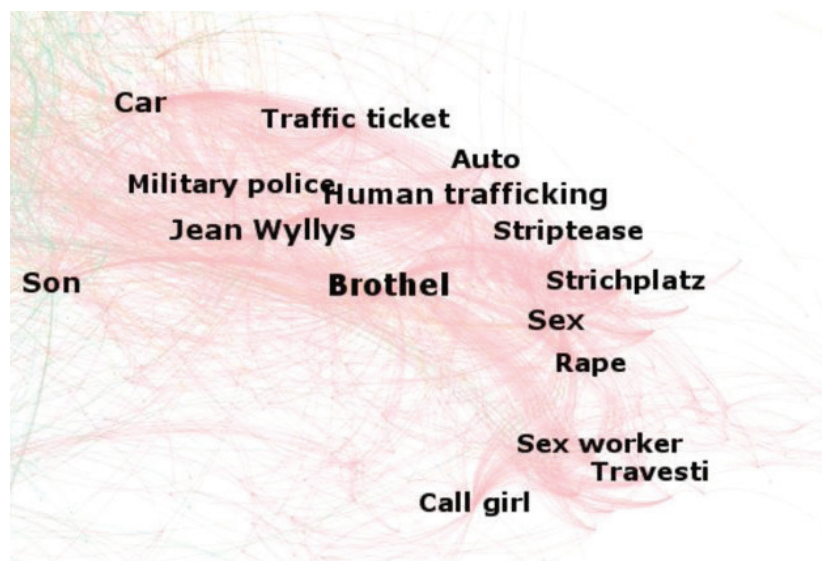 Car
Traffic ticket
Auto
Military police
Human trafficking
Jean Wyllys
Striptease
Son
Brothel
Strichplatz
Sex
Rape
Sex worker
Travesti
Call girl